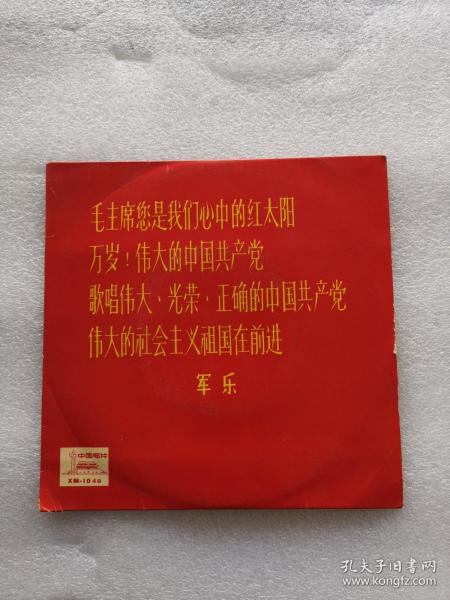 毛主席您是我们心中的红太阳
万岁！伟大的中国共产党
歌唱伟大、光荣、正确的中国共产党
伟大的社会主义祖国在前进
军乐
中国唱片
XM-1046
孔夫子旧书网
www.kongfz.com